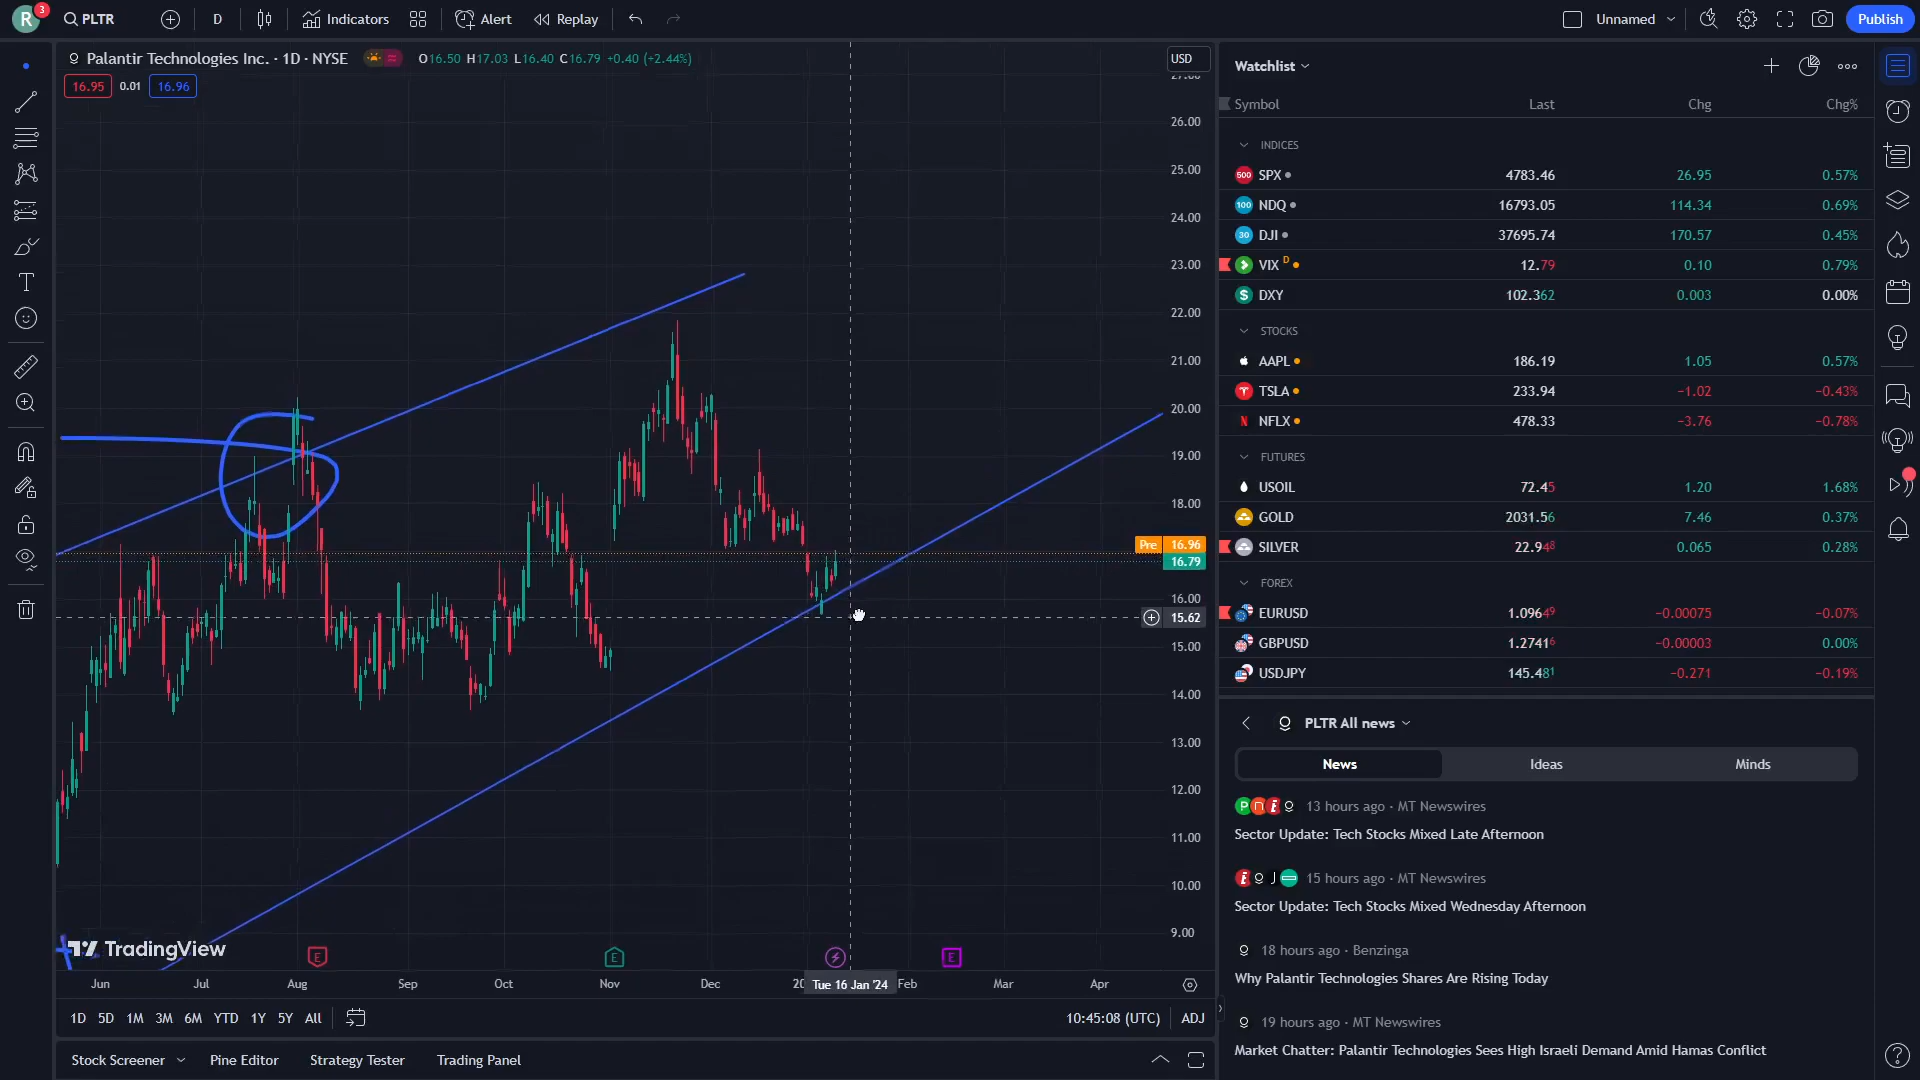 R 3 PLTR D Indicators Alert Replay Unnamed Publish
Palantir Technologies Inc. · 1D · NYSE O16.50 H17.03 L16.40 C16.79 +0.40 (+2.44%) USD
16.95 0.01 16.96
27.00
26.00
25.00
24.00
23.00
22.00
21.00
20.00
19.00
18.00
Pre 16.96
16.79
16.00
15.62
15.00
14.00
13.00
12.00
11.00
10.00
9.00
TradingView
E E E
Jun Jul Aug Sep Oct Nov Dec 20 Tue 16 Jan '24 Feb Mar Apr
1D 5D 1M 3M 6M YTD 1Y 5Y All 10:45:08 (UTC) ADJ
Stock Screener Pine Editor Strategy Tester Trading Panel
Watchlist
Symbol Last Chg Chg%
INDICES
500 SPX 4783.46 26.95 0.57%
100 NDQ 16793.05 114.34 0.69%
30 DJI 37695.74 170.57 0.45%
VIX D 12.79 0.10 0.79%
$ DXY 102.362 0.003 0.00%
STOCKS
AAPL 186.19 1.05 0.57%
TSLA 233.94 −1.02 −0.43%
N NFLX 478.33 −3.76 −0.78%
FUTURES
USOIL 72.45 1.20 1.68%
GOLD 2031.56 7.46 0.37%
SILVER 22.948 0.065 0.28%
FOREX
EURUSD 1.09649 −0.00075 −0.07%
GBPUSD 1.27416 −0.00003 0.00%
USDJPY 145.481 −0.271 −0.19%
PLTR All news
News Ideas Minds
13 hours ago · MT Newswires
Sector Update: Tech Stocks Mixed Late Afternoon
15 hours ago · MT Newswires
Sector Update: Tech Stocks Mixed Wednesday Afternoon
18 hours ago · Benzinga
Why Palantir Technologies Shares Are Rising Today
19 hours ago · MT Newswires
Market Chatter: Palantir Technologies Sees High Israeli Demand Amid Hamas Conflict